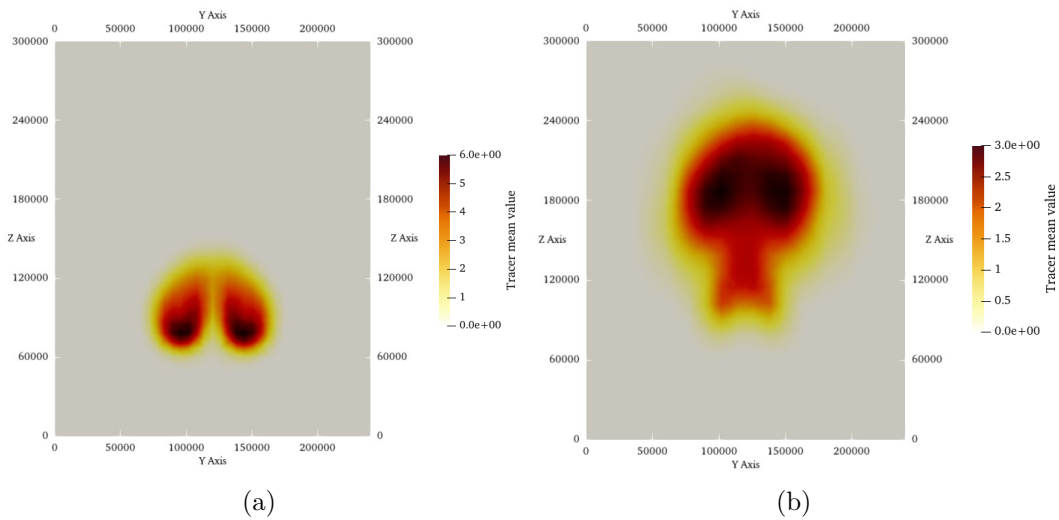 Y Axis
0 50000 100000 150000 200000
300000 300000
240000 240000
180000 180000
Z Axis Z Axis
120000 120000
60000 60000
0 0
0 50000 100000 150000 200000
Y Axis
6.0e+00
5
4
3
2
1
0.0e+00
Tracer mean value
(a)
Y Axis
0 50000 100000 150000 200000
300000 300000
240000 240000
180000 180000
Z Axis Z Axis
120000 120000
60000 60000
0 0
0 50000 100000 150000 200000
Y Axis
3.0e+00
2.5
2
1.5
1
0.5
0.0e+00
Tracer mean value
(b)